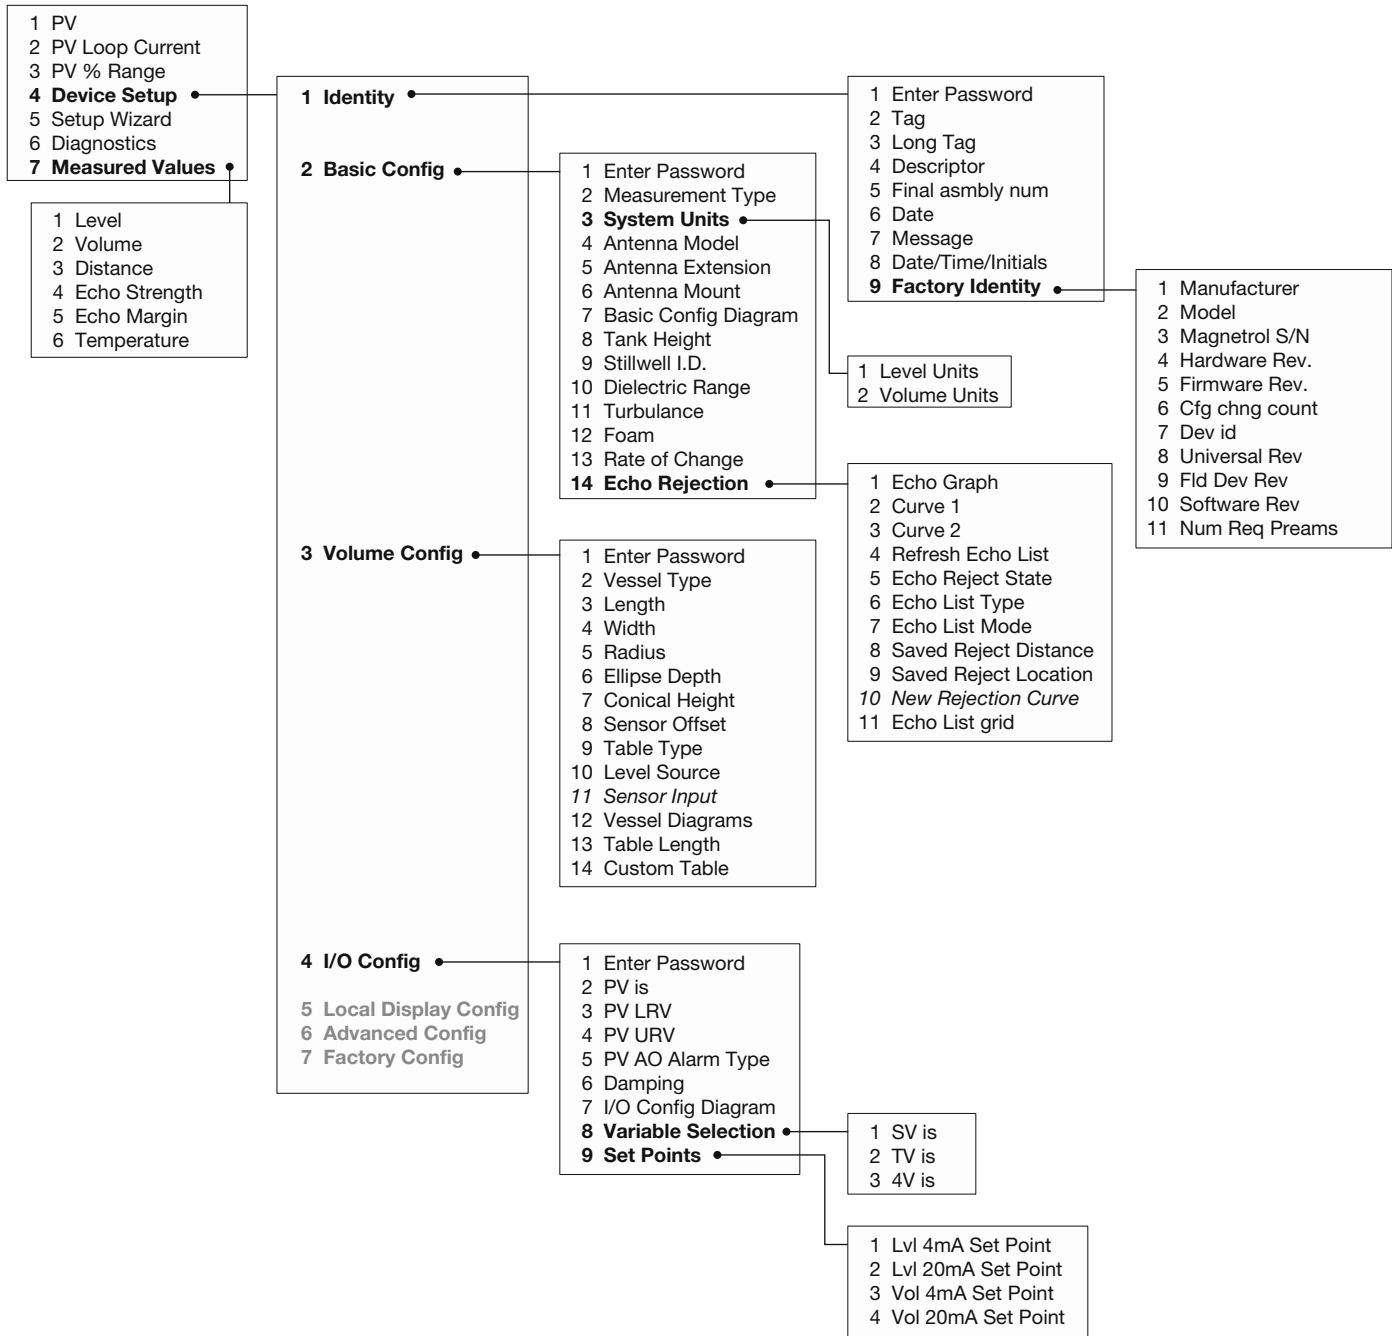 1 PV
2 PV Loop Current
3 PV % Range
4 Device Setup
5 Setup Wizard
6 Diagnostics
7 Measured Values
1 Level
2 Volume
3 Distance
4 Echo Strength
5 Echo Margin
6 Temperature
1 Identity
2 Basic Config
3 Volume Config
4 I/O Config
5 Local Display Config
6 Advanced Config
7 Factory Config
1 Enter Password
2 Measurement Type
3 System Units
4 Antenna Model
5 Antenna Extension
6 Antenna Mount
7 Basic Config Diagram
8 Tank Height
9 Stillwell I.D.
10 Dielectric Range
11 Turbulance
12 Foam
13 Rate of Change
14 Echo Rejection
1 Enter Password
2 Vessel Type
3 Length
4 Width
5 Radius
6 Ellipse Depth
7 Conical Height
8 Sensor Offset
9 Table Type
10 Level Source
11 Sensor Input
12 Vessel Diagrams
13 Table Length
14 Custom Table
1 Enter Password
2 PV is
3 PV LRV
4 PV URV
5 PV AO Alarm Type
6 Damping
7 I/O Config Diagram
8 Variable Selection
9 Set Points
1 Enter Password
2 Tag
3 Long Tag
4 Descriptor
5 Final asmbly num
6 Date
7 Message
8 Date/Time/Initials
9 Factory Identity
1 Level Units
2 Volume Units
1 Echo Graph
2 Curve 1
3 Curve 2
4 Refresh Echo List
5 Echo Reject State
6 Echo List Type
7 Echo List Mode
8 Saved Reject Distance
9 Saved Reject Location
10 New Rejection Curve
11 Echo List grid
1 SV is
2 TV is
3 4V is
1 Lvl 4mA Set Point
2 Lvl 20mA Set Point
3 Vol 4mA Set Point
4 Vol 20mA Set Point
1 Manufacturer
2 Model
3 Magnetrol S/N
4 Hardware Rev.
5 Firmware Rev.
6 Cfg chng count
7 Dev id
8 Universal Rev
9 Fld Dev Rev
10 Software Rev
11 Num Req Preams